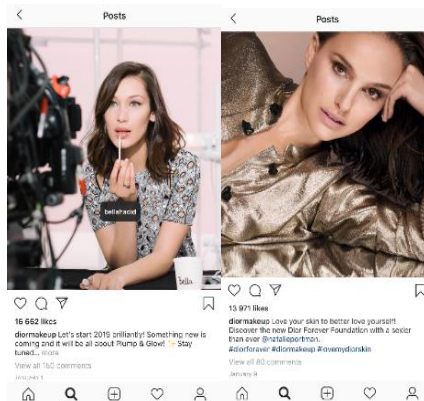 Posts
bellahadid
bella
16 662 likes
diormakeup Let's start 2019 brilliantly! Something new is
coming and it will be all about Plump & Glow! ✨ Stay
tuned... more
View all 160 comments
January 1
Posts
13 971 likes
diormakeup Love your skin to better love yourself!
Discover the new Dior Forever Foundation with a sexier
than ever @natalieportman.
#diorforever #diormakeup #lovemydiorskin
View all 80 comments
January 9